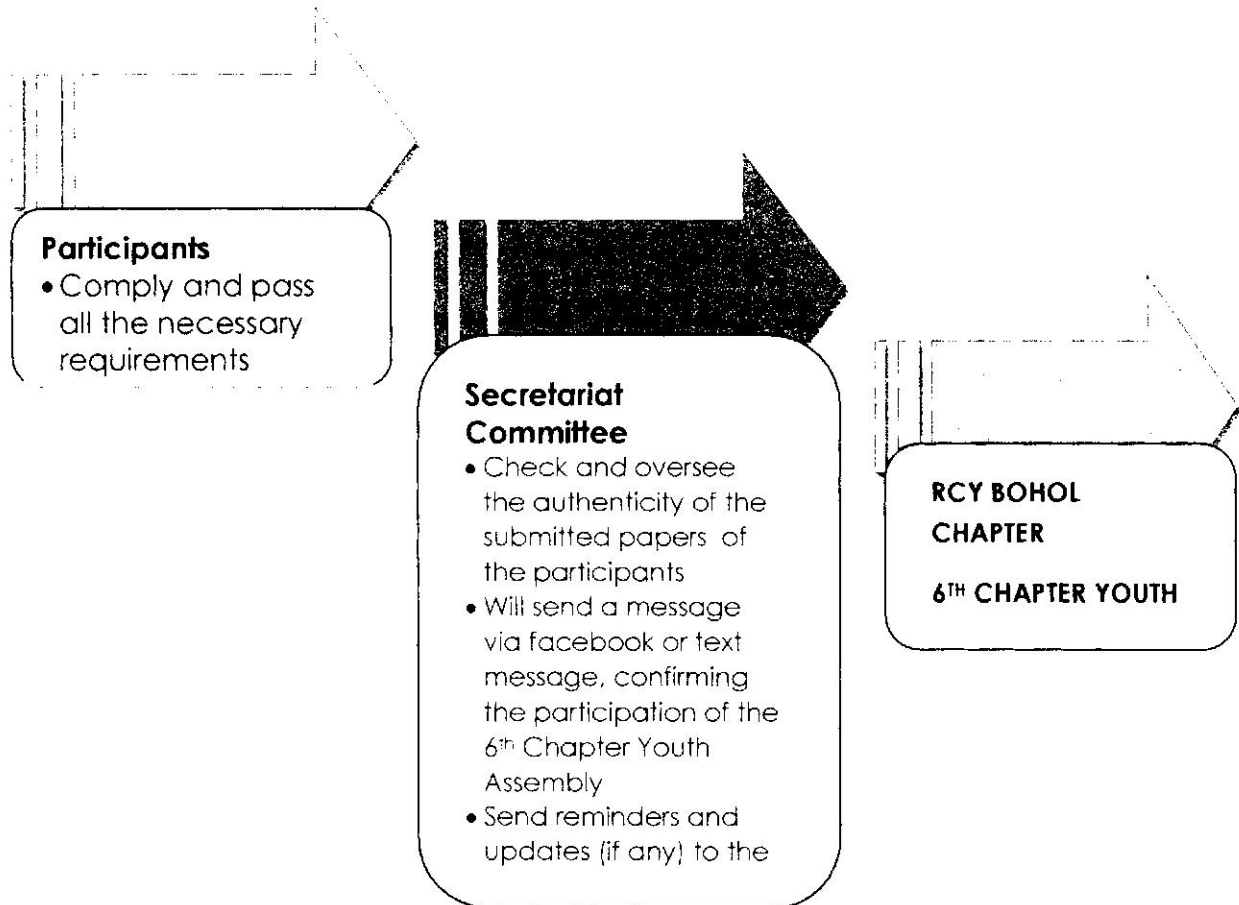 Participants
• Comply and pass
all the necessary
requirements
Secretariat
Committee
• Check and oversee
the authenticity of the
submitted papers of
the participants
• Will send a message
via facebook or text
message, confirming
the participation of the
6th Chapter Youth
Assembly
• Send reminders and
updates (if any) to the
RCY BOHOL
CHAPTER
6TH CHAPTER YOUTH